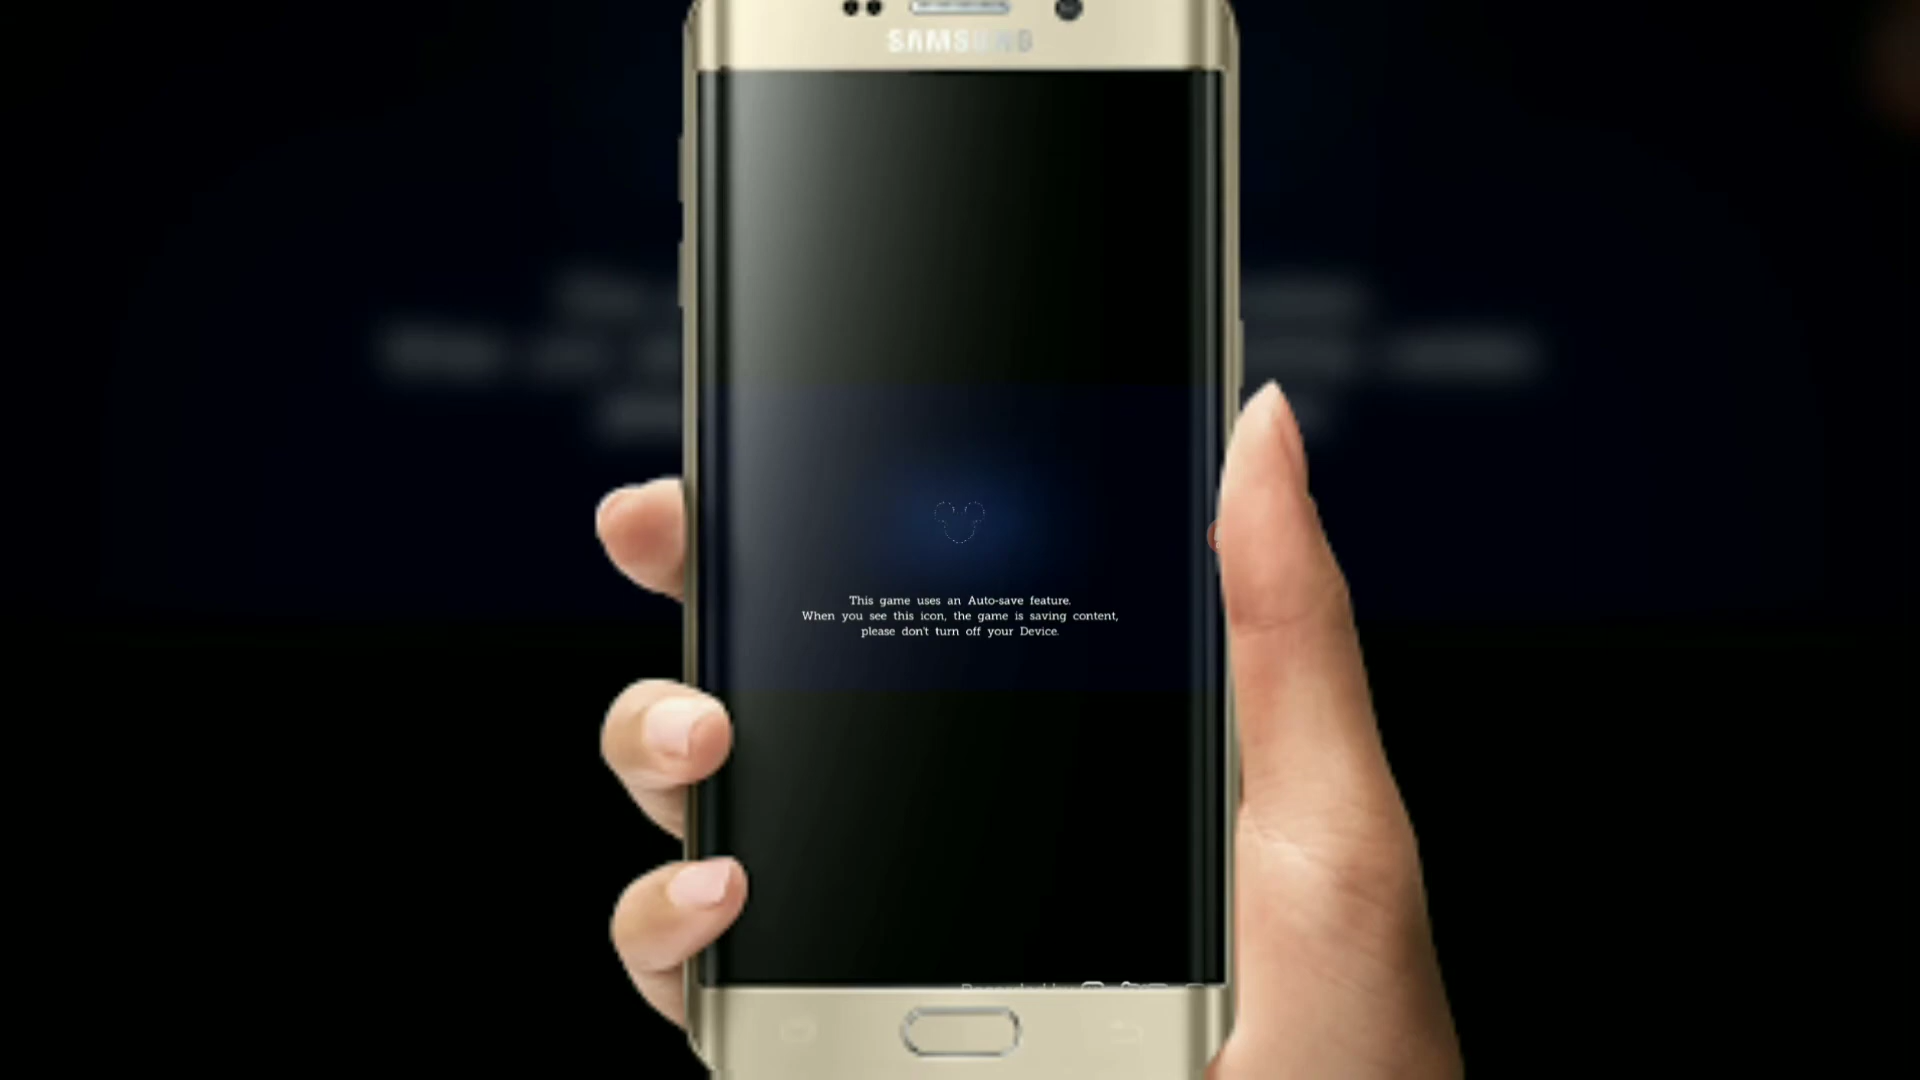 SAMSUNG
This game uses an Auto-save feature.
When you see this icon, the game is saving content,
please don't turn off your Device.